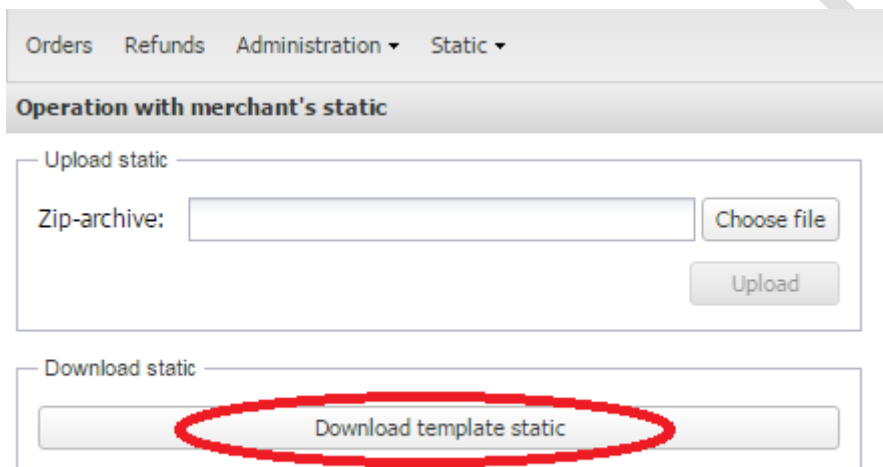 Orders Refunds Administration Static
Operation with merchant's static
Upload static
Zip-archive: Choose file
Upload
Download static
Download template static